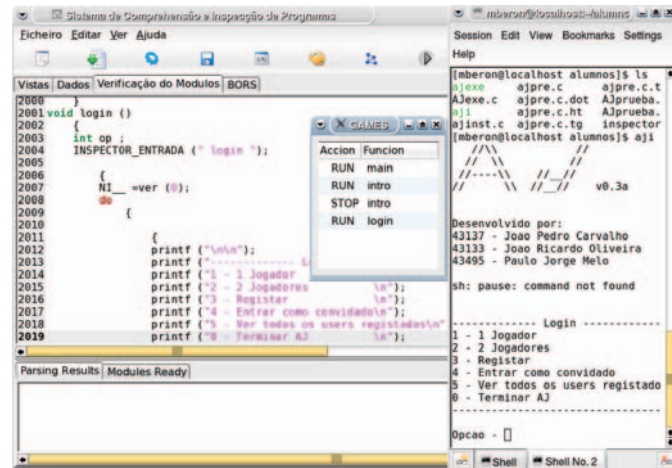 Sistema de Comprehensão e Inspecção de Programas
Ficheiro Editar Ver Ajuda
Vistas Dados Verificação do Modulos BORS
2000 }
2001 void login ()
2002 {
2003 int op ;
2004 INSPECTOR_ENTRADA (" login ");
2005
2006 {
2007 NI__ =ver (0);
2008 do
2009 {
2010
2011 {
2012 printf ("\n\n");
2013 printf ("------------- L
2014 printf ("1 - 1 Jogador
2015 printf ("2 - 2 Jogadores \n");
2016 printf ("3 - Registar \n");
2017 printf ("4 - Entrar como convidado\n");
2018 printf ("5 - Ver todos os users registados\n"
2019 printf ("0 - Terminar AJ \n");
Parsing Results Modules Ready
GAMES
Accion Funcion
RUN main
RUN intro
STOP intro
RUN login
mberon@localhost:~/alumno
Session Edit View Bookmarks Settings
Help
[mberon@localhost alumnos]$ ls
ajexe ajpre.c ajpre.c.t
AJexe.c ajpre.c.dot AJprueba.
aji ajpre.c.ht AJprueba.
ajinst.c ajpre.c.tg inspector
[mberon@localhost alumnos]$ aji
//\\ //
// \\ //
//----\\ //__//
// \\ //__// v0.3a
Desenvolvido por:
43137 - Joao Pedro Carvalho
43133 - Joao Ricardo Oliveira
43495 - Paulo Jorge Melo
sh: pause: command not found
------------- Login -----------
1 - 1 Jogador
2 - 2 Jogadores
3 - Registar
4 - Entrar como convidado
5 - Ver todos os users registado
0 - Terminar AJ
--------------------------------
Opcao - []
Shell Shell No. 2